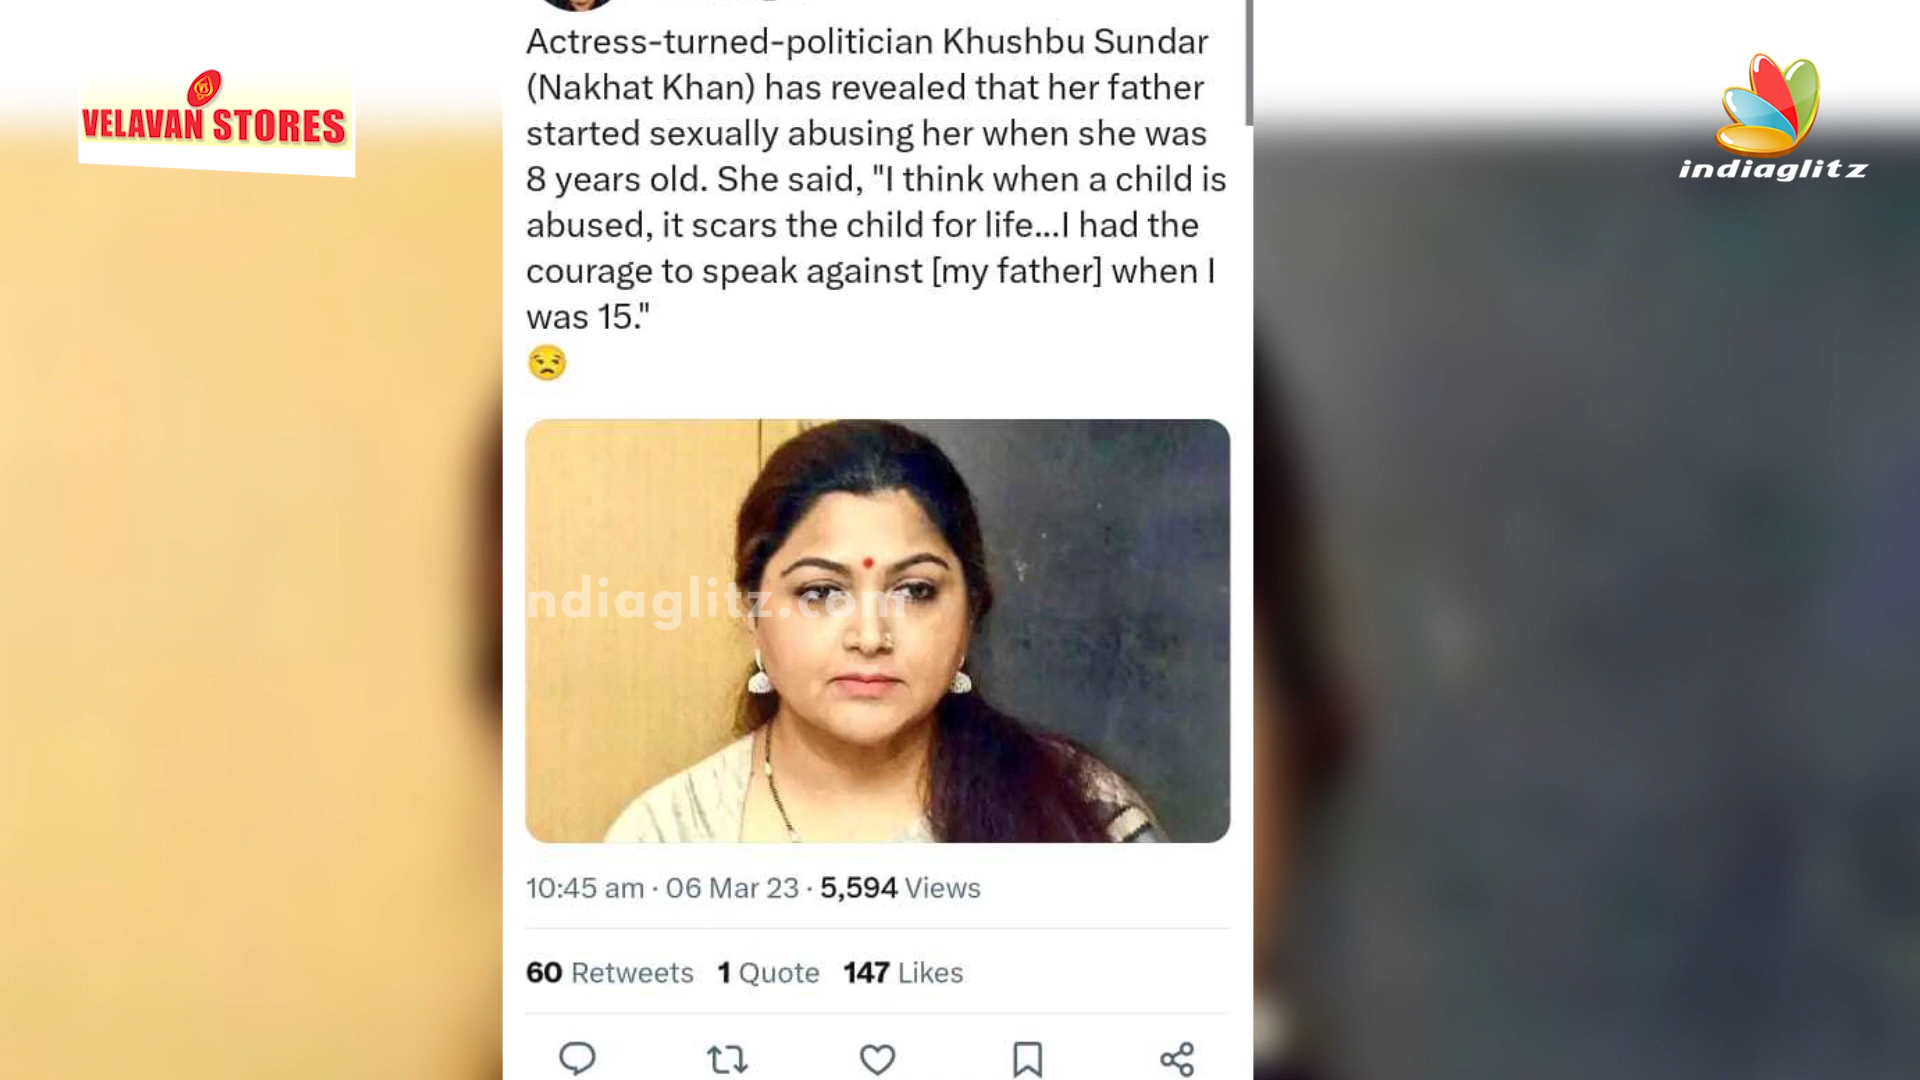 Actress-turned-politician Khushbu Sundar
(Nakhat Khan) has revealed that her father
started sexually abusing her when she was
8 years old. She said, "I think when a child is
abused, it scars the child for life...I had the
courage to speak against [my father] when I
was 15."
😒
VELAVAN STORES
indiaglitz
ndiaglitz.com
10:45 am · 06 Mar 23 · 5,594 Views
60 Retweets 1 Quote 147 Likes